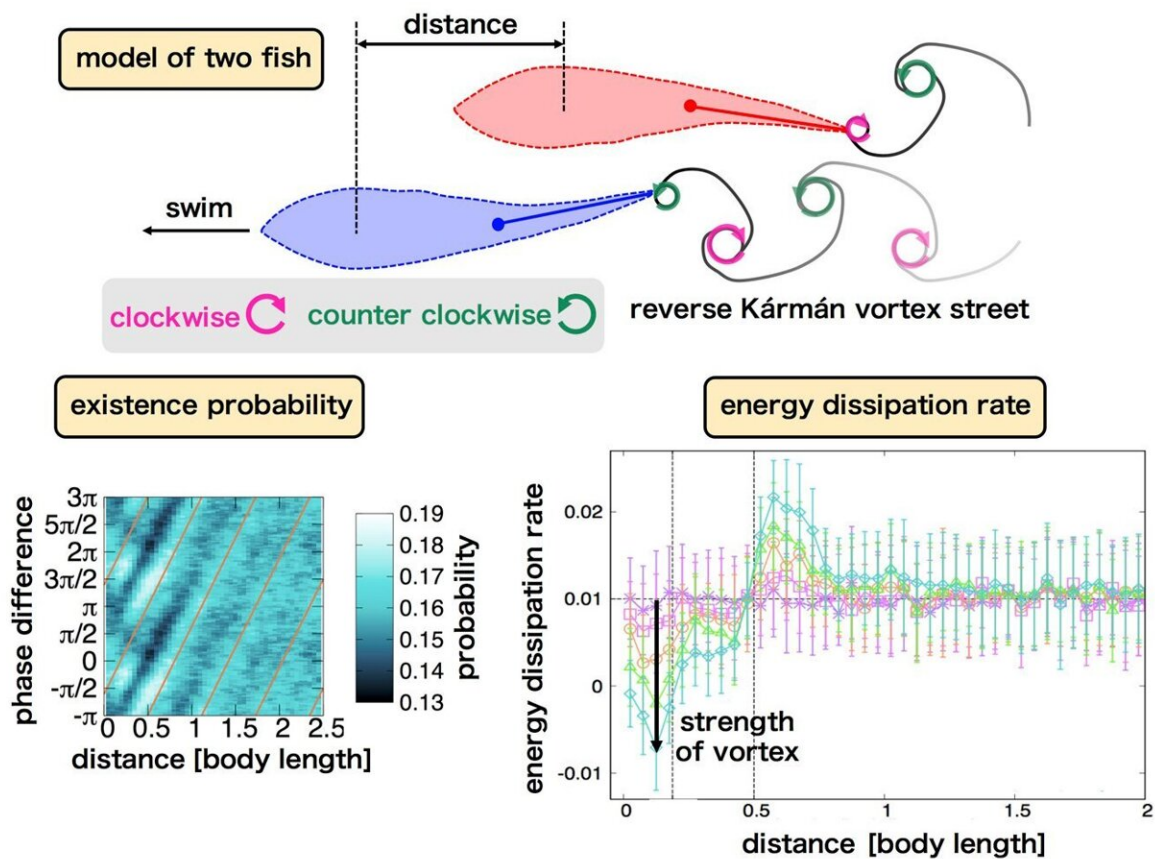 distance
model of two fish
swim
clockwise counter clockwise
reverse Kármán vortex street
existence probability
phase difference
3π
5π/2
2π
3π/2
π
π/2
0
-π/2
-π
0 0.5 1 1.5 2 2.5
distance [body length]
0.19
0.18
0.17
0.16
0.15
0.14
0.13
probability
energy dissipation rate
energy dissipation rate
0.02
0.01
0
-0.01
strength
of vortex
0 0.5 1 1.5 2
distance [body length]